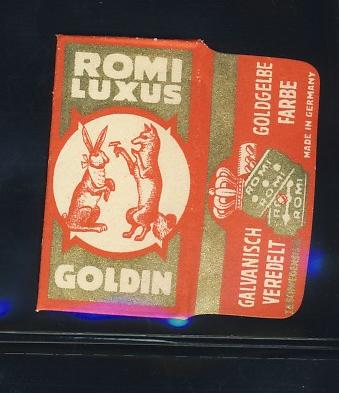 ROMI
LUXUS
GOLDIN
GALVANISCH
VEREDELT
GOLDGELBE
FARBE
MADE IN GERMANY
ROMI
ROMI
ROMI